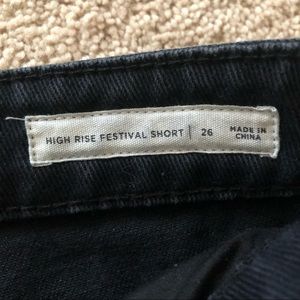 HIGH RISE FESTIVAL SHORT | 26 MADE IN
CHINA